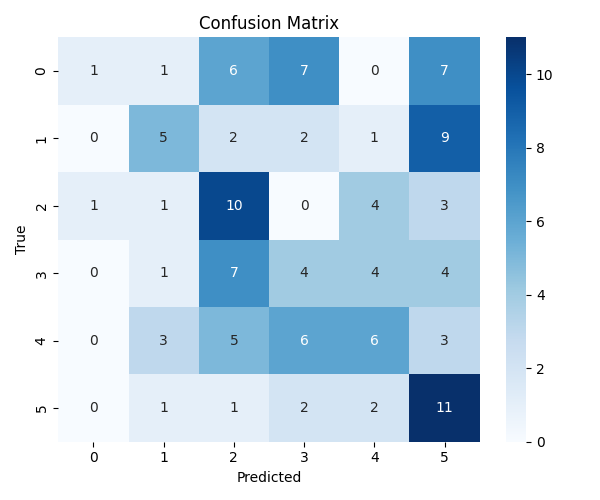 Confusion Matrix
True
0 1 1 6 7 0 7
1 0 5 2 2 1 9
2 1 1 10 0 4 3
3 0 1 7 4 4 4
4 0 3 5 6 6 3
5 0 1 1 2 2 11
0 1 2 3 4 5
Predicted
10
8
6
4
2
0